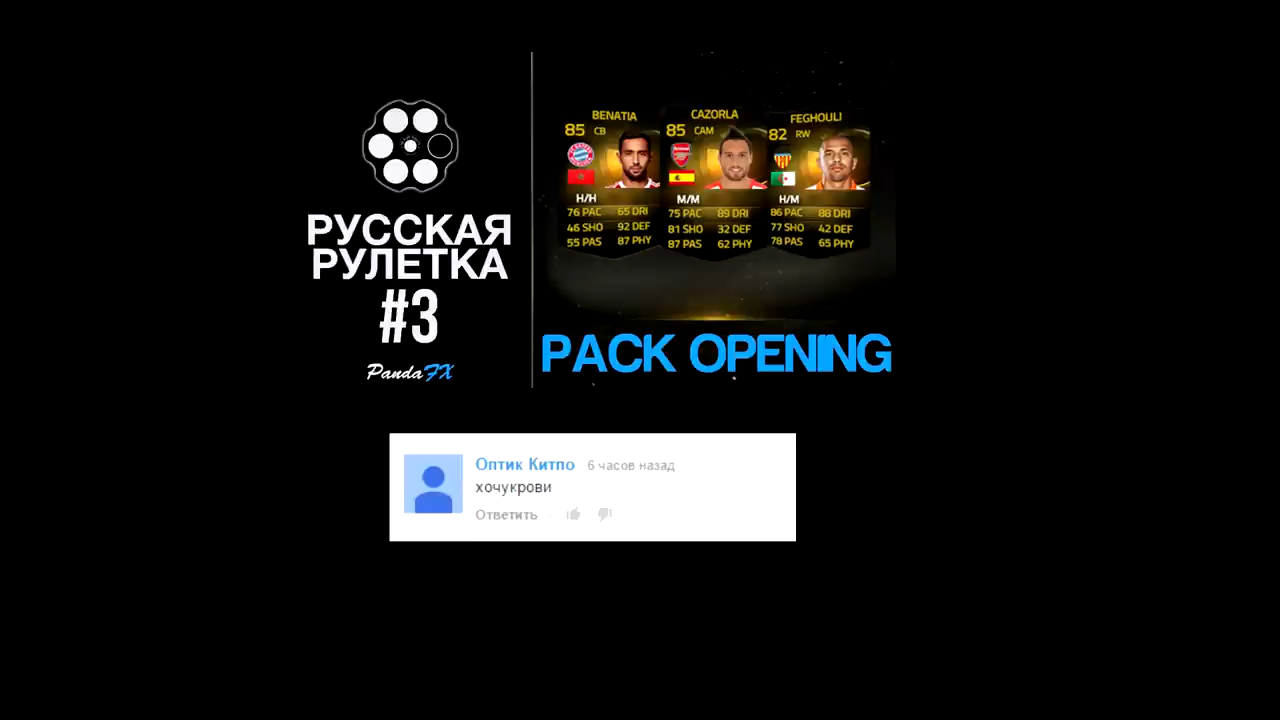 РУССКАЯ
РУЛЕТКА
#3
PandaFX
BENATIA
85 CB
H/H
76 PAC 65 DRI
46 SHO 92 DEF
55 PAS 87 PHY
CAZORLA
85 CAM
M/M
75 PAC 89 DRI
81 SHO 32 DEF
87 PAS 62 PHY
FEGHOULI
82 RW
H/M
86 PAC 88 DRI
77 SHO 42 DEF
78 PAS 65 PHY
PACK OPENING
Оптик Китпо 6 часов назад
хочукрови
Ответить